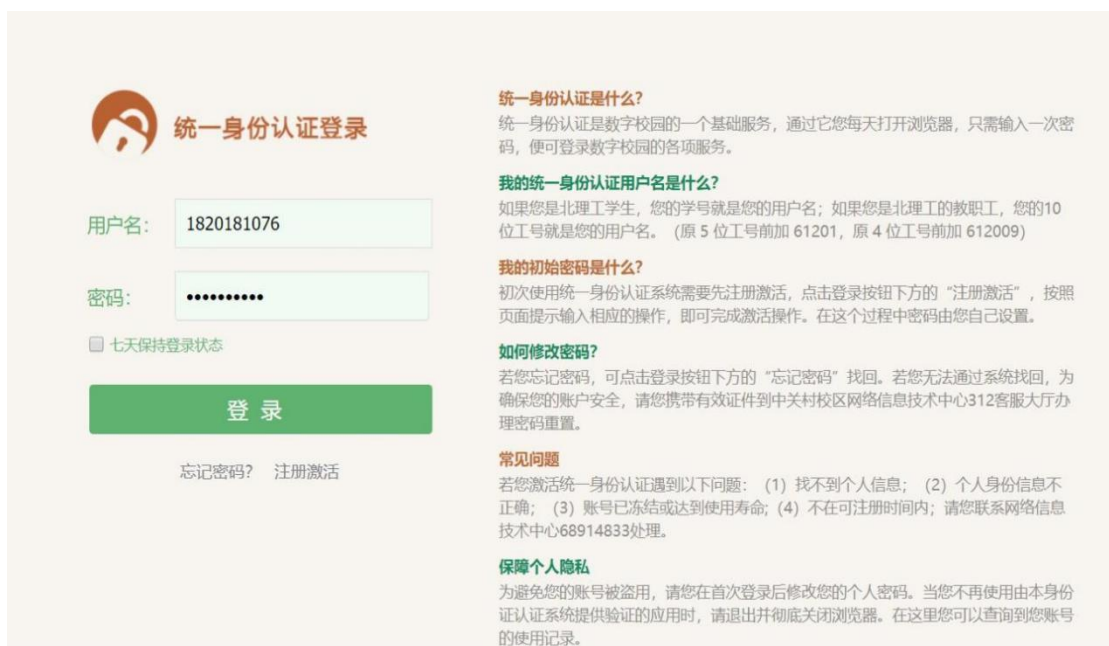 统一身份认证登录
用户名：
1820181076
密码：
••••••••••
七天保持登录状态
登 录
忘记密码？ 注册激活
统一身份认证是什么？
统一身份认证是数字校园的一个基础服务，通过它您每天打开浏览器，只需输入一次密
码，便可登录数字校园的各项服务。
我的统一身份认证用户名是什么？
如果您是北理工学生，您的学号就是您的用户名；如果您是北理工的教职工，您的10
位工号就是您的用户名。（原 5 位工号前加 61201，原 4 位工号前加 612009）
我的初始密码是什么？
初次使用统一身份认证系统需要先注册激活，点击登录按钮下方的“注册激活”，按照
页面提示输入相应的操作，即可完成激活操作。在这个过程中密码由您自己设置。
如何修改密码？
若您忘记密码，可点击登录按钮下方的“忘记密码”找回。若您无法通过系统找回，为
确保您的账户安全，请您携带有效证件到中关村校区网络信息技术中心312客服大厅办
理密码重置。
常见问题
若您激活统一身份认证遇到以下问题：（1）找不到个人信息；（2）个人身份信息不
正确；（3）账号已冻结或达到使用寿命；（4）不在可注册时间内；请您联系网络信息
技术中心68914833处理。
保障个人隐私
为避免您的账号被盗用，请您在首次登录后修改您的个人密码。当您不再使用由本身份
证认证系统提供验证的应用时，请退出并彻底关闭浏览器。在这里您可以查询到您账号
的使用记录。